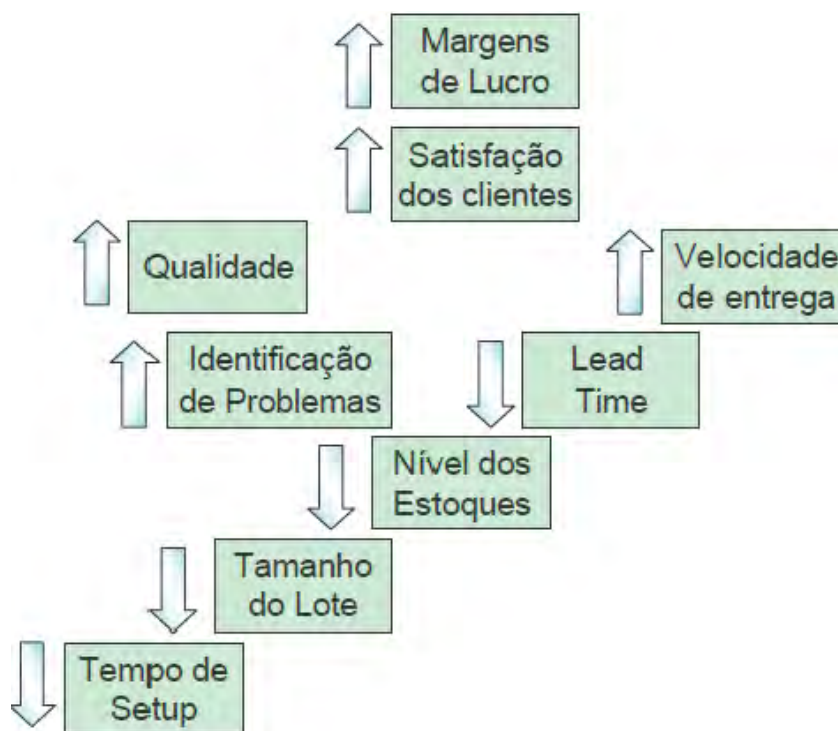 Margens
de Lucro
Satisfação
dos clientes
Qualidade
Velocidade
de entrega
Identificação
de Problemas
Lead
Time
Nível dos
Estoques
Tamanho
do Lote
Tempo de
Setup